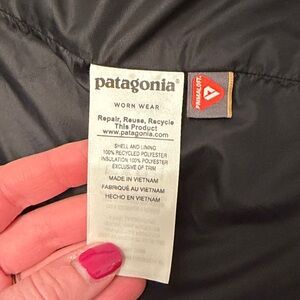 patagonia®
WORN WEAR
Repair, Reuse, Recycle
This Product
www.patagonia.com
SHELL AND LINING
100% RECYCLED POLYESTER
INSULATION 100% POLYESTER
EXCLUSIVE OF TRIM
MADE IN VIETNAM
FABRIQUÉ AU VIETNAM
HECHO EN VIETNAM
PRIMALOFT